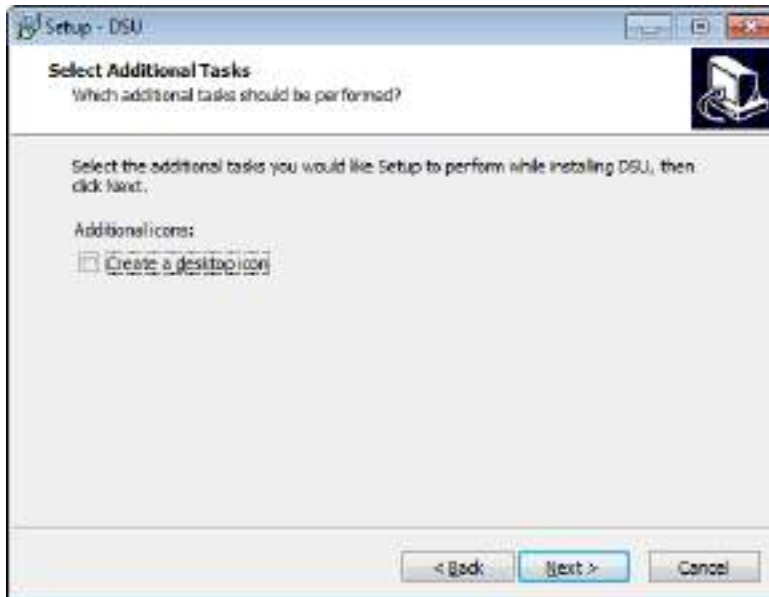 Setup - DSU
Select Additional Tasks
Which additional tasks should be performed?
Select the additional tasks you would like Setup to perform while installing DSU, then
click Next.
Additional icons:
Create a desktop icon
< Back
Next >
Cancel